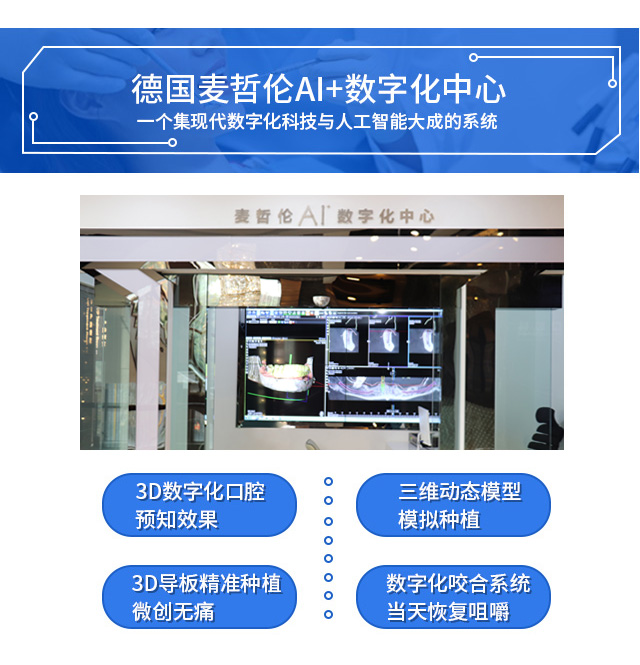 德国麦哲伦AI+数字化中心
一个集现代数字化科技与人工智能大成的系统
麦哲伦AI+数字化中心
3D数字化口腔
预知效果
三维动态模型
模拟种植
3D导板精准种植
微创无痛
数字化咬合系统
当天恢复咀嚼